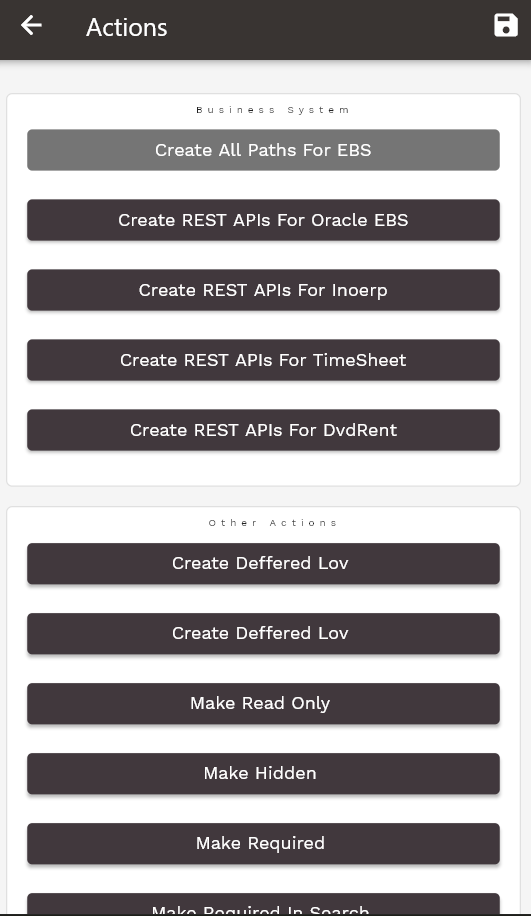 Actions
Business System
Create All Paths For EBS
Create REST APIs For Oracle EBS
Create REST APIs For Inoerp
Create REST APIs For TimeSheet
Create REST APIs For DvdRent
Other Actions
Create Deffered Lov
Create Deffered Lov
Make Read Only
Make Hidden
Make Required
Make Required In Search